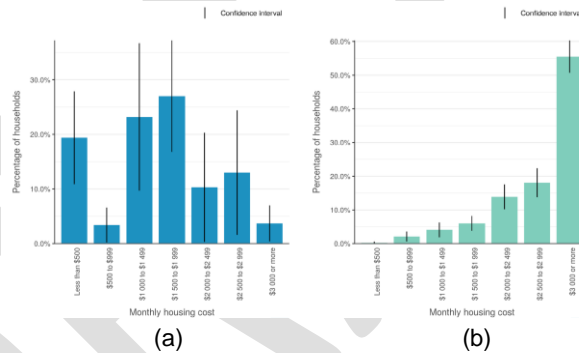 Confidence interval
Percentage of households
30.0%
20.0%
10.0%
0.0%
Less than $500
$500 to $999
$1 000 to $1 499
$1 500 to $1 999
$2 000 to $2 499
$2 500 to $2 999
$3 000 or more
Monthly housing cost
(a)
Confidence interva
Percentage of households
60.0%
50.0%
40.0%
30.0%
20.0%
10.0%
0.0%
Less than $500
$500 to $999
$1 000 to $1 499
$1 500 to $1 999
$2 000 to $2 499
$2 500 to $2 999
$3 000 or more
Monthly housing cost
(b)